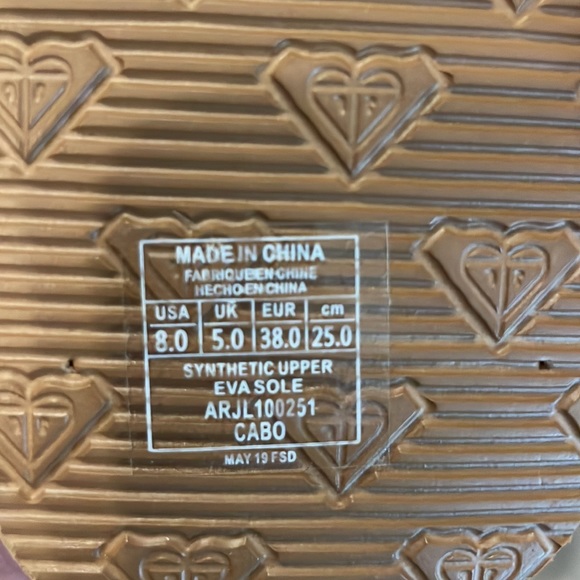 MADE IN CHINA
FABRIQUE EN CHINE
HECHO EN CHINA
USA UK EUR cm
8.0 5.0 38.0 25.0
SYNTHETIC UPPER
EVA SOLE
ARJL100251
CABO
MAY 19 FSD